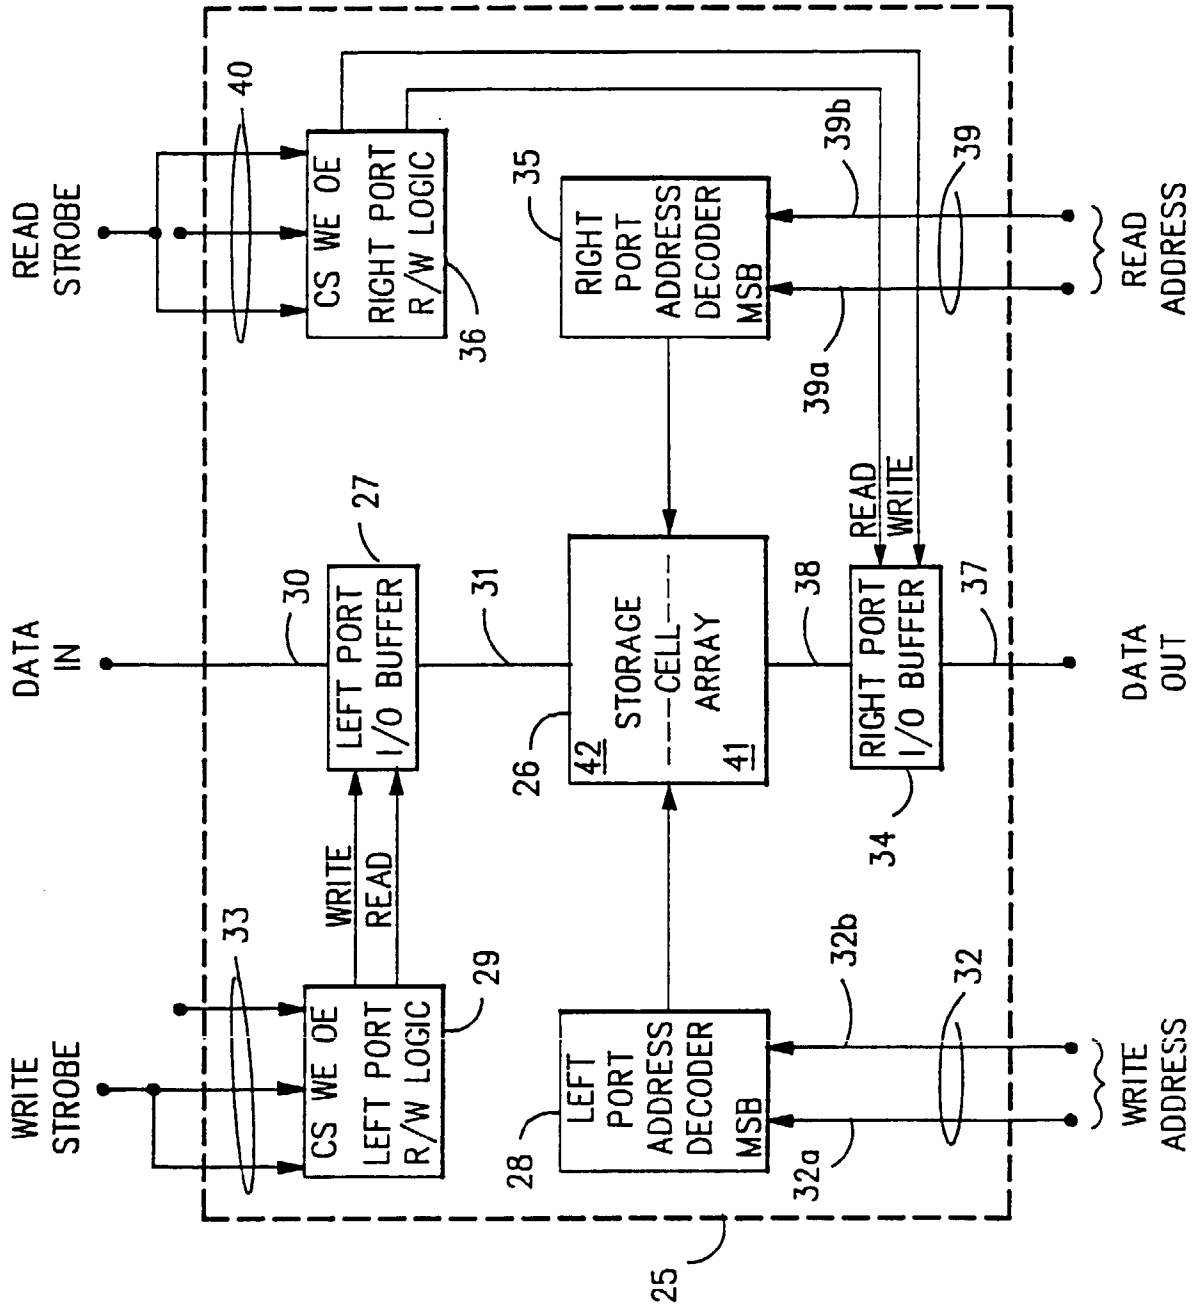 WRITE
STROBE
DATA
IN
READ
STROBE
33
30
40
CS WE OE
LEFT PORT
R/W LOGIC
29
WRITE
READ
LEFT PORT
I/O BUFFER
27
CS WE OE
RIGHT PORT
R/W LOGIC
36
31
28
LEFT
PORT
ADDRESS
DECODER
MSB
26
42
STORAGE
CELL
ARRAY
41
35
RIGHT
PORT
ADDRESS
DECODER
MSB
32a
32b
38
39a
39b
34
RIGHT PORT
I/O BUFFER
READ
WRITE
32
37
39
25
WRITE
ADDRESS
DATA
OUT
READ
ADDRESS